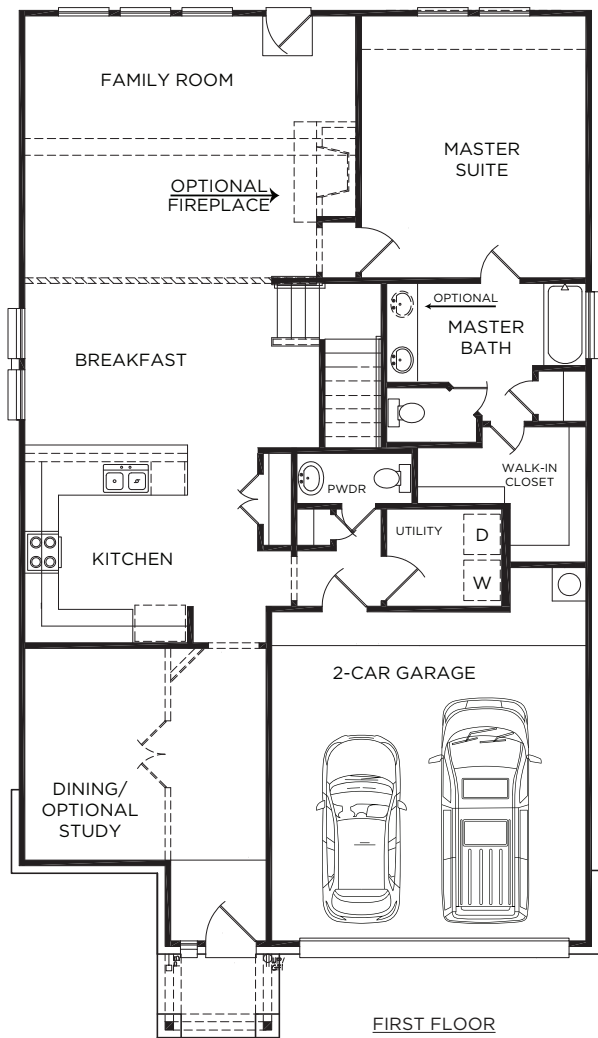 FAMILY ROOM
MASTER
SUITE
OPTIONAL
FIREPLACE
OPTIONAL
MASTER
BATH
BREAKFAST
WALK-IN
CLOSET
PWDR
UTILITY
D
W
KITCHEN
2-CAR GARAGE
DINING/
OPTIONAL
STUDY
FIRST FLOOR